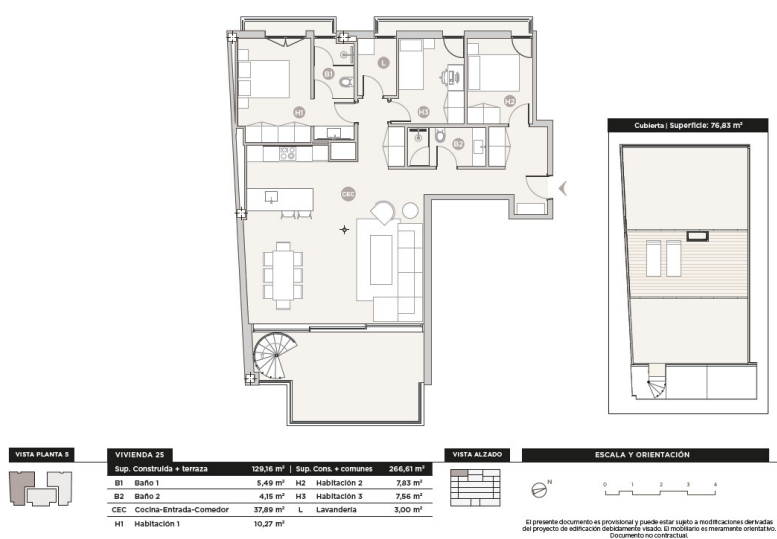 B1
L
H1
H3
H2
B2
CEC
Cubierta | Superficie: 76,83 m²
VISTA PLANTA 5
VIVIENDA 25
Sup. Construida + terraza 129,16 m² | Sup. Cons. + comunes 266,61 m²
B1 Baño 1 5,49 m² H2 Habitación 2 7,83 m²
B2 Baño 2 4,15 m² H3 Habitación 3 7,56 m²
CEC Cocina-Entrada-Comedor 37,89 m² L Lavandería 3,00 m²
H1 Habitación 1 10,27 m²
VISTA ALZADO
ESCALA Y ORIENTACIÓN
N
0 1 2 3 4
El presente documento es provisional y puede estar sujeto a modificaciones derivadas
del proyecto de edificación debidamente visado. El mobiliario es meramente orientativo.
Documento no contractual.